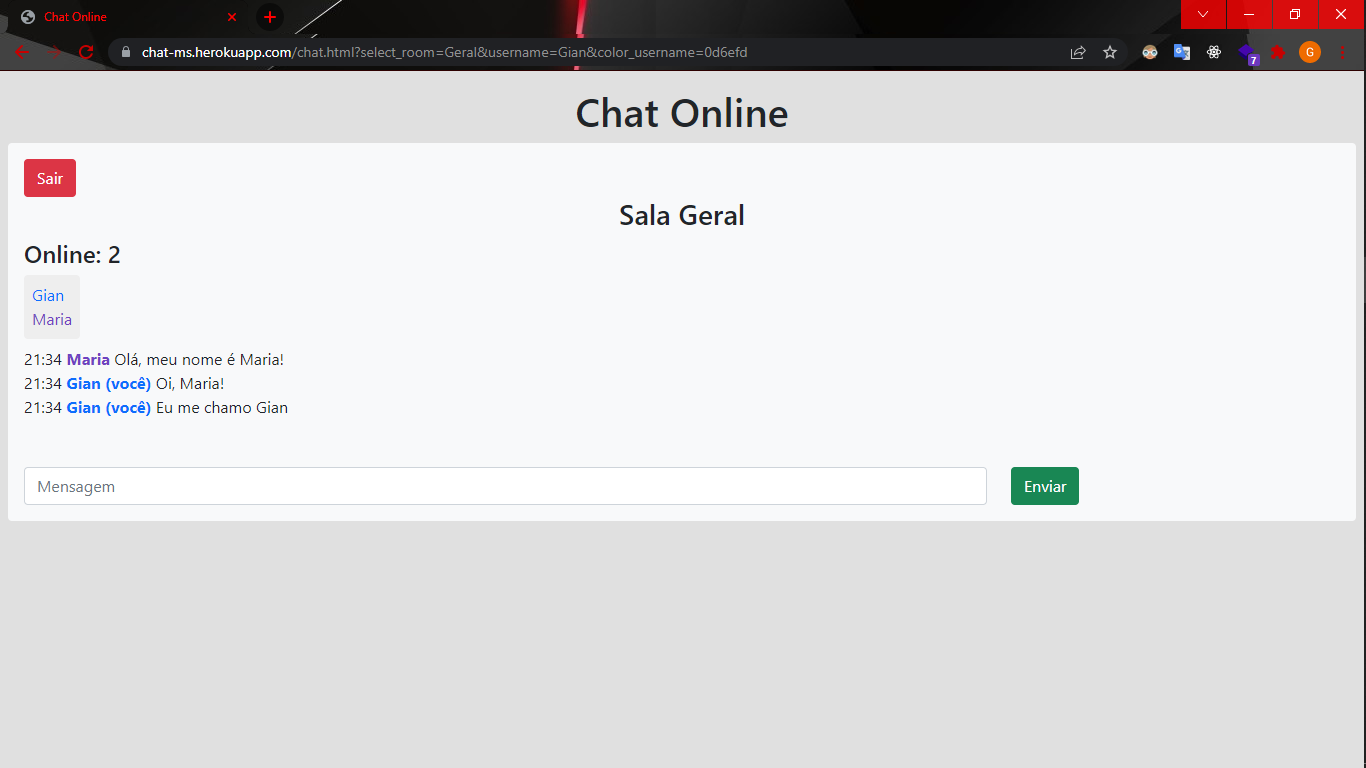 Chat Online
chat-ms.herokuapp.com/chat.html?select_room=Geral&username=Gian&color_username=0d6efd
G
7
G
Chat Online
Sair
Sala Geral
Online: 2
Gian
Maria
21:34 Maria Olá, meu nome é Maria!
21:34 Gian (você) Oi, Maria!
21:34 Gian (você) Eu me chamo Gian
Mensagem
Enviar